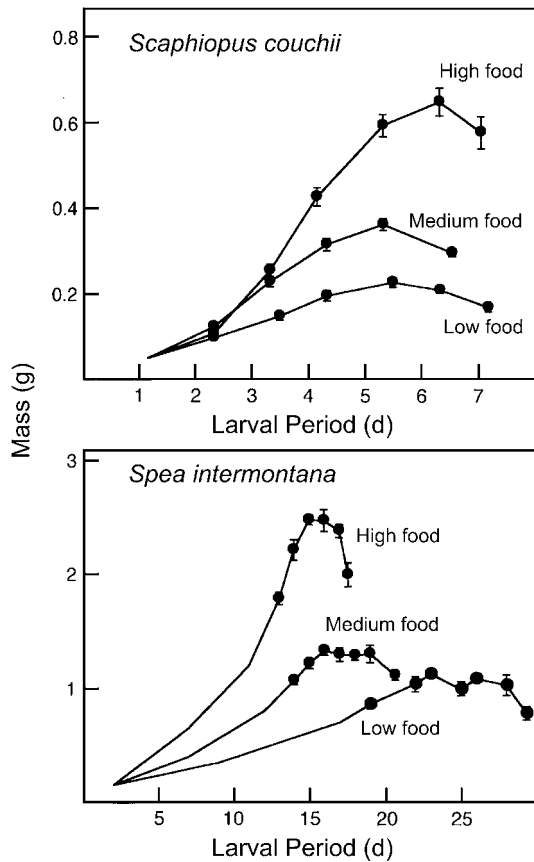 0.8
Scaphiopus couchii
High food
0.6
0.4
Medium food
0.2
Low food
1 2 3 4 5 6 7
Larval Period (d)
Mass (g)
3
Spea intermontana
High food
2
Medium food
1
Low food
5 10 15 20 25
Larval Period (d)